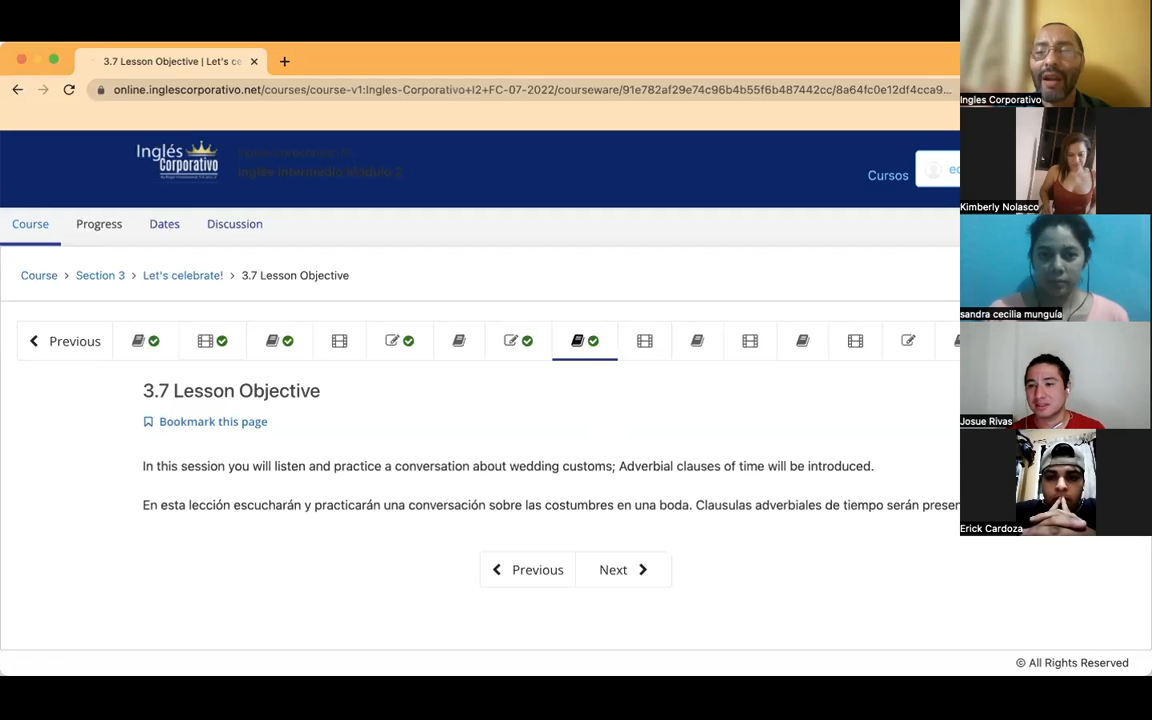 3.7 Lesson Objective | Let's ce
online.inglescorporativo.net/courses/course-v1:Ingles-Corporativo+I2+FC-07-2022/courseware/91e782af29e74c96b4b55f6b487442cc/8a64fc0e12df4cca9...
Inglés Corporativo
Inglés Intermedio Módulo 2
Cursos
Course Progress Dates Discussion
Course > Section 3 > Let's celebrate! > 3.7 Lesson Objective
Previous
3.7 Lesson Objective
Bookmark this page
In this session you will listen and practice a conversation about wedding customs; Adverbial clauses of time will be introduced.
En esta lección escucharán y practicarán una conversación sobre las costumbres en una boda. Clausulas adverbiales de tiempo serán presen
Previous Next
© All Rights Reserved
Ingles Corporativo
Kimberly Nolasco
sandra cecilia munguía
Josue Rivas
Erick Cardoza